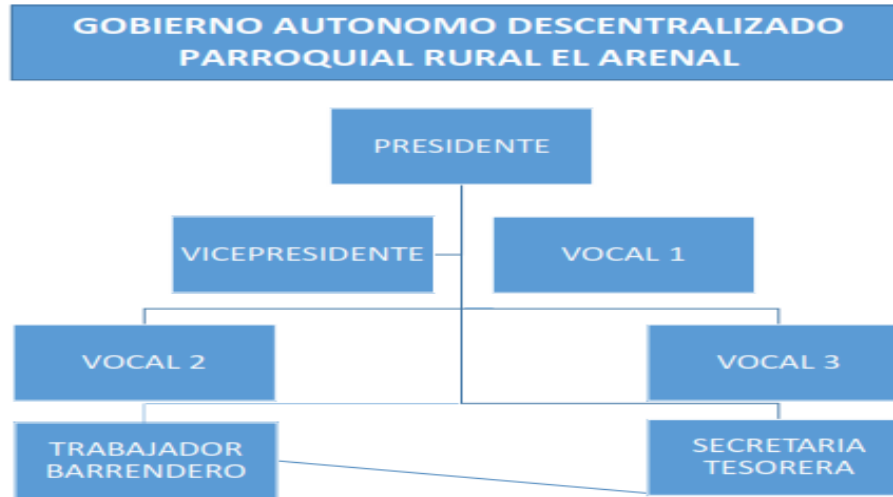 GOBIERNO AUTONOMO DESCENTRALIZADO
PARROQUIAL RURAL EL ARENAL
PRESIDENTE
VICEPRESIDENTE
VOCAL 1
VOCAL 2
VOCAL 3
TRABAJADOR
BARRENDERO
SECRETARIA
TESORERA